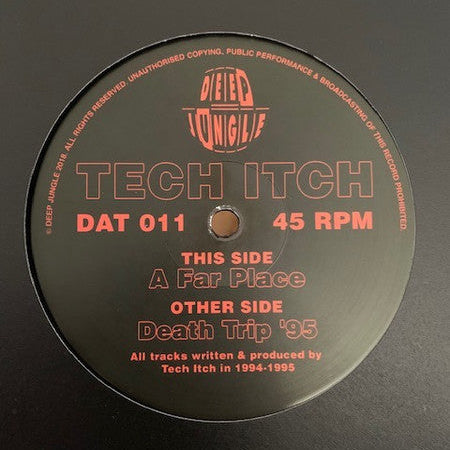 © DEEP JUNGLE 2018. ALL RIGHTS RESERVED. UNAUTHORISED COPYING, PUBLIC PERFORMANCE & BROADCASTING OF THIS RECORD PROHIBITED.
DEEP
JUNGLE
TECH ITCH
DAT 011 45 RPM
THIS SIDE
A Far Place
OTHER SIDE
Death Trip '95
All tracks written & produced by
Tech Itch in 1994-1995